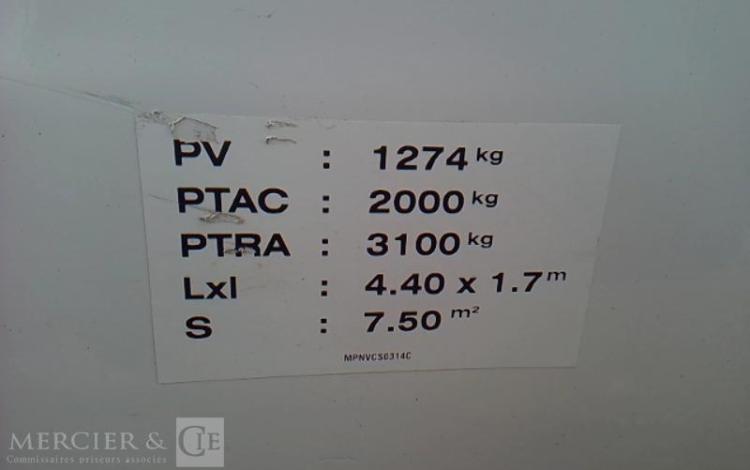 PV : 1274 kg
PTAC : 2000 kg
PTRA : 3100 kg
Lxl : 4.40 x 1.7 m
S : 7.50 m²
MPNVCS0314C
MERCIER & CIE
Commissaires priseurs associés